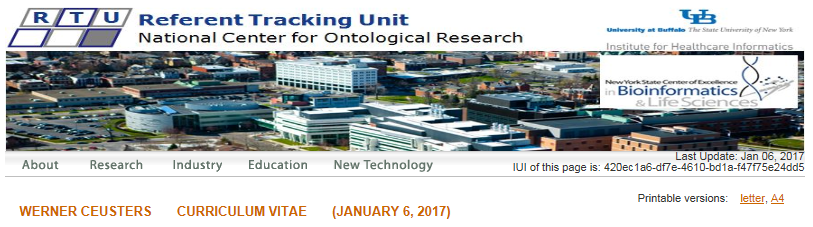 R T U Referent Tracking Unit
National Center for Ontological Research
UB
University at Buffalo The State University of New York
Institute for Healthcare Informatics
New York State Center of Excellence
in Bioinformatics
& Life Sciences
About Research Industry Education New Technology
Last Update: Jan 06, 2017
IUI of this page is: 420ec1a6-df7e-4610-bd1a-f47f75e24dd5
Printable versions: letter, A4
WERNER CEUSTERS CURRICULUM VITAE (JANUARY 6, 2017)